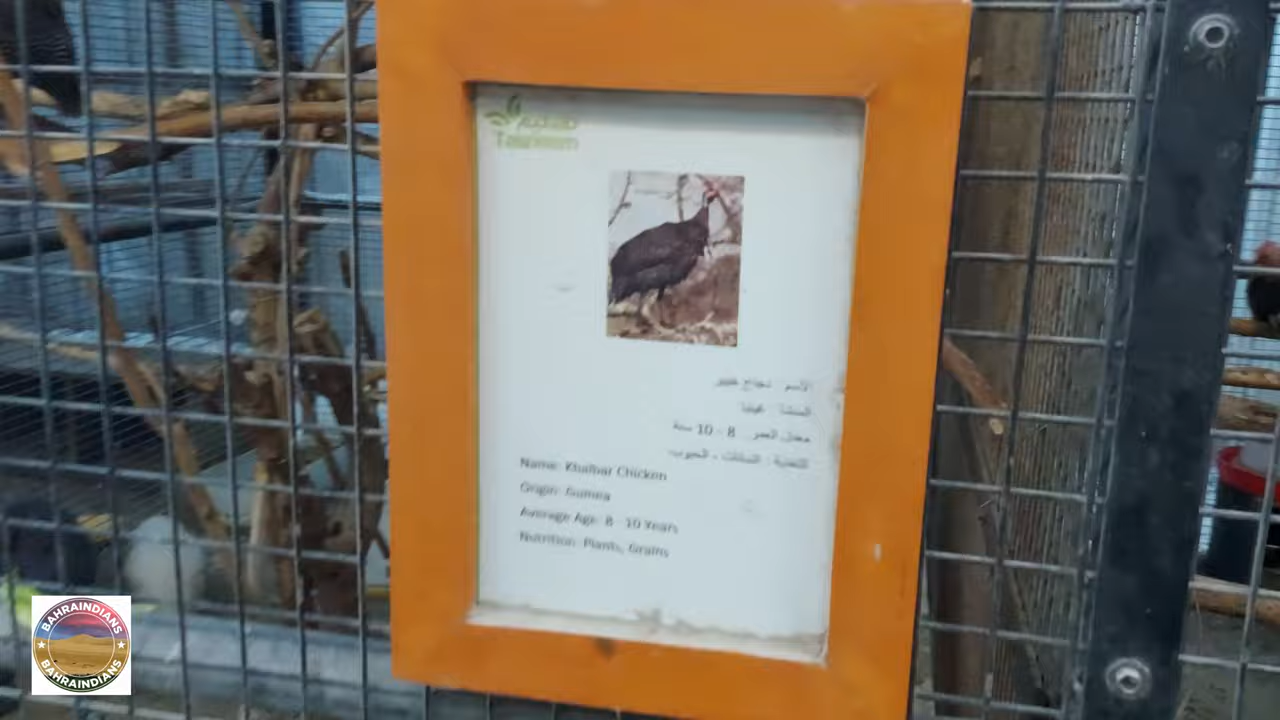 الاسم : دجاج خيبر
المنشأ : غينيا
معدل العمر : 8 - 10 سنة
التغذية : النباتات - الحبوب
Name: Khaibar Chicken
Origin: Guinea
Average Age: 8 - 10 Years
Nutrition: Plants, Grains
BAHRAINDIANS
BAHRAINDIANS